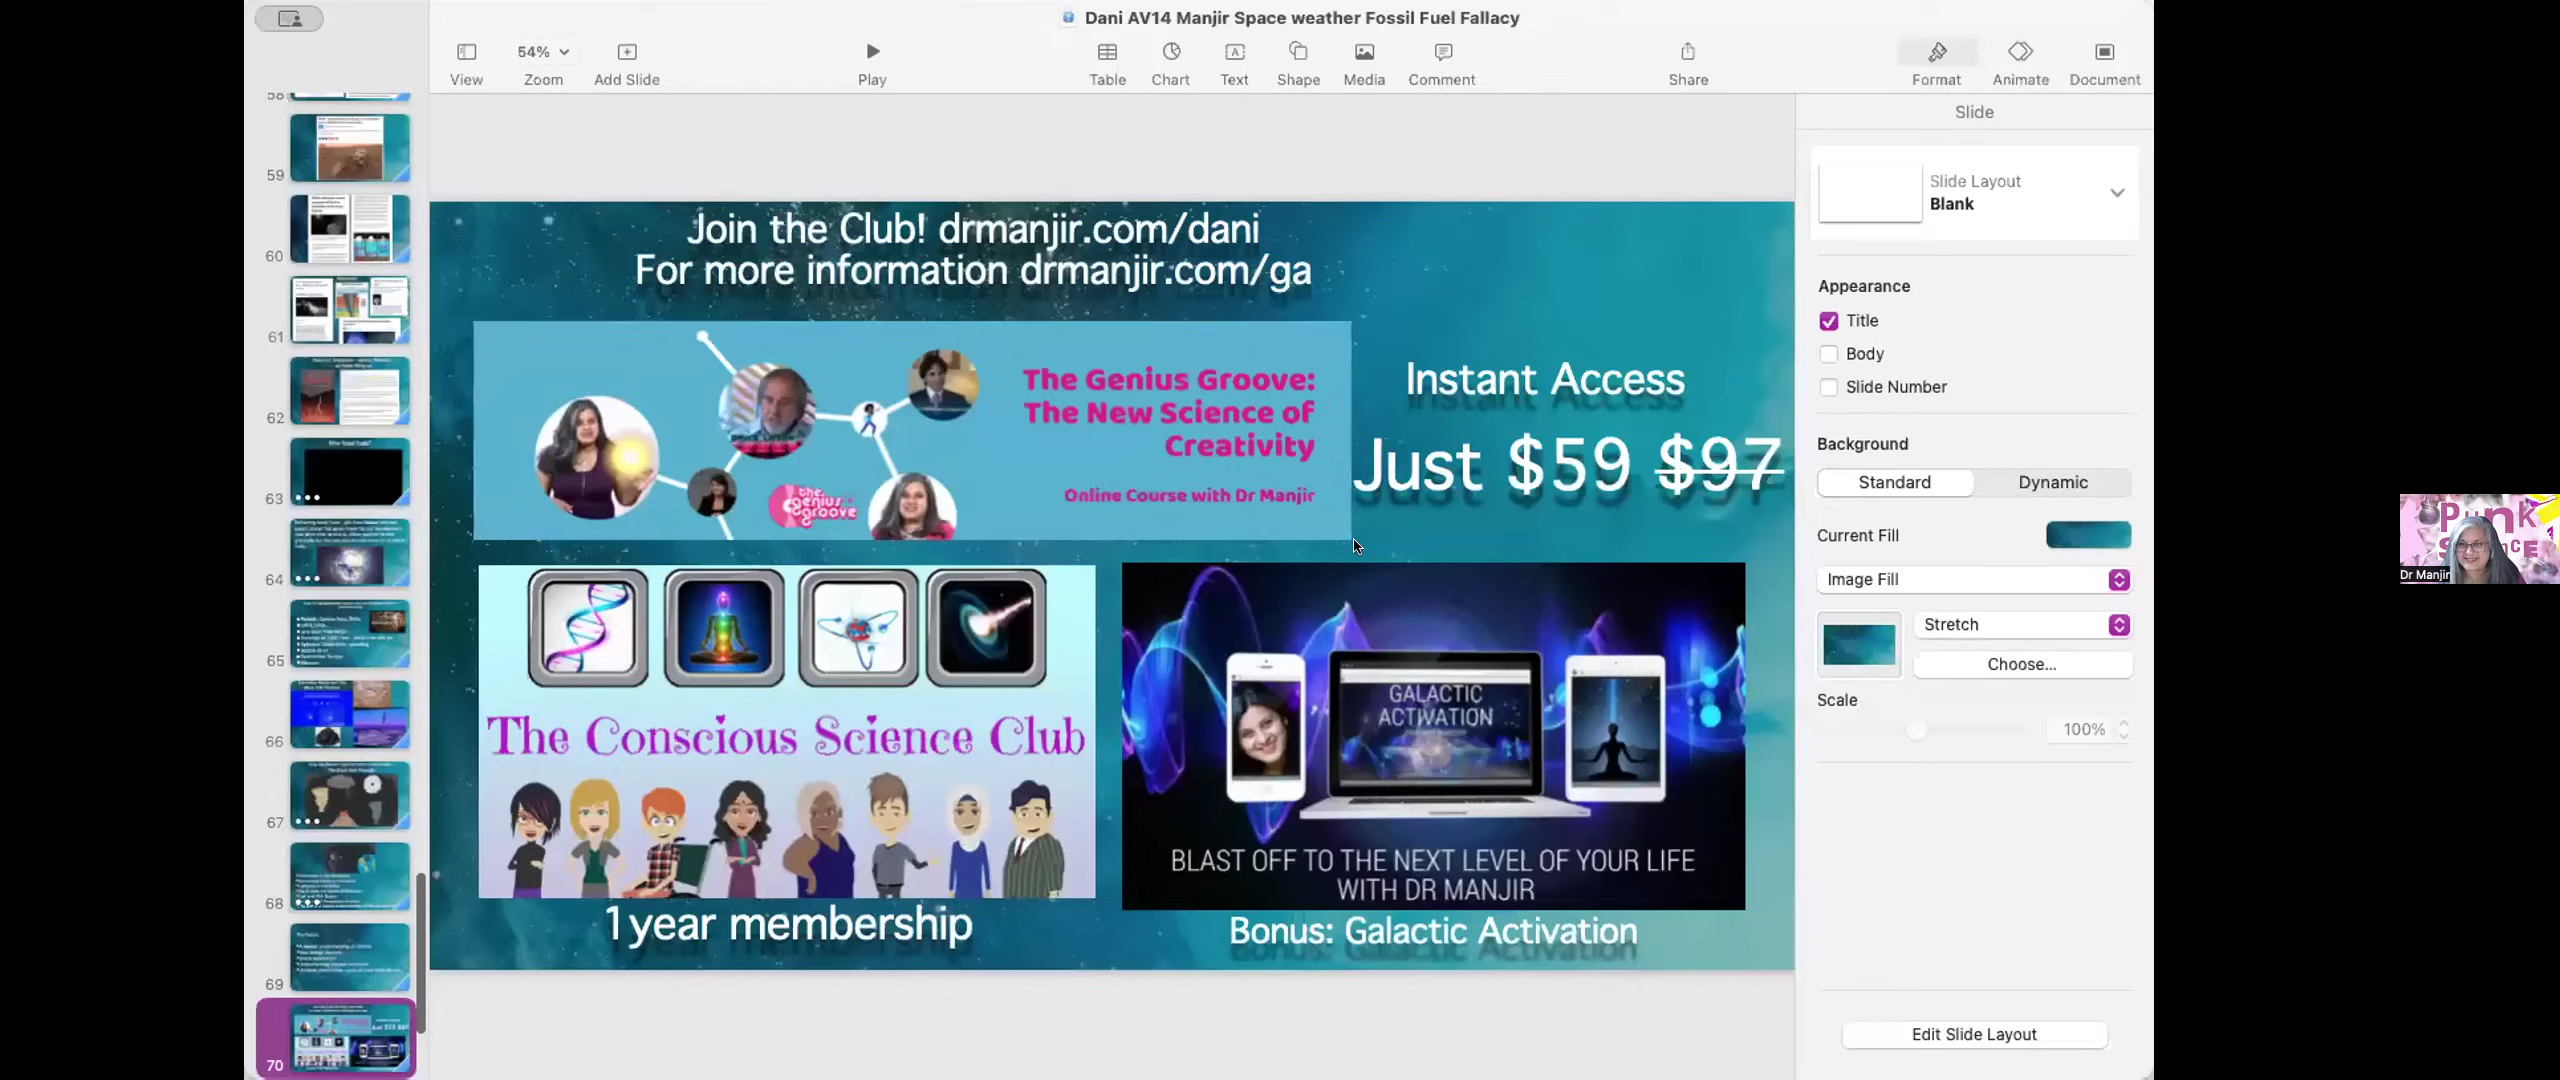 Dani AV14 Manjir Space weather Fossil Fuel Fallacy
54%
View
Zoom
Add Slide
Play
Table
Chart
Text
Shape
Media
Comment
Share
Format
Animate
Document
58
59
60
61
62
63
64
65
66
67
68
69
70
Join the Club! drmanjir.com/dani
For more information drmanjir.com/ga
The Genius Groove:
The New Science of
Creativity
Online Course with Dr Manjir
the
genius
groove
Instant Access
Just $59 $97
The Conscious Science Club
1 year membership
GALACTIC
ACTIVATION
BLAST OFF TO THE NEXT LEVEL OF YOUR LIFE
WITH DR MANJIR
Bonus: Galactic Activation
Slide
Slide Layout
Blank
Appearance
Title
Body
Slide Number
Background
Standard
Dynamic
Current Fill
Image Fill
Stretch
Choose...
Scale
100%
Edit Slide Layout
Punk
Dr Manjir